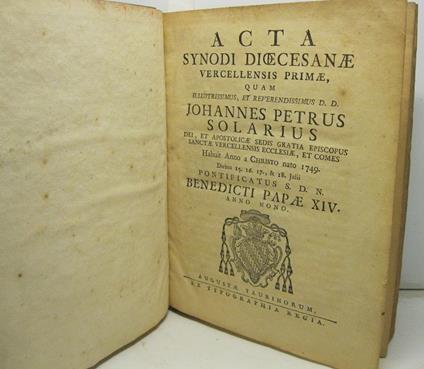 ACTA
SYNODI DIŒCESANÆ
VERCELLENSIS PRIMÆ,
QUAM
ILLUSTRISSIMUS, ET REVERENDISSIMUS D. D.
JOHANNES PETRUS
SOLARIUS
DEI, ET APOSTOLICÆ SEDIS GRATIA EPISCOPUS
SANCTÆ VERCELLENSIS ECCLESIÆ, ET COMES
Habuit Anno a CHRISTO nato 1749.
Diebus 15. 16. 17., & 18. Julii
PONTIFICATUS S. D. N.
BENEDICTI PAPÆ XIV.
ANNO NONO.
AUGUSTÆ TAURINORUM,
EX TYPOGRAPHIA REGIA.